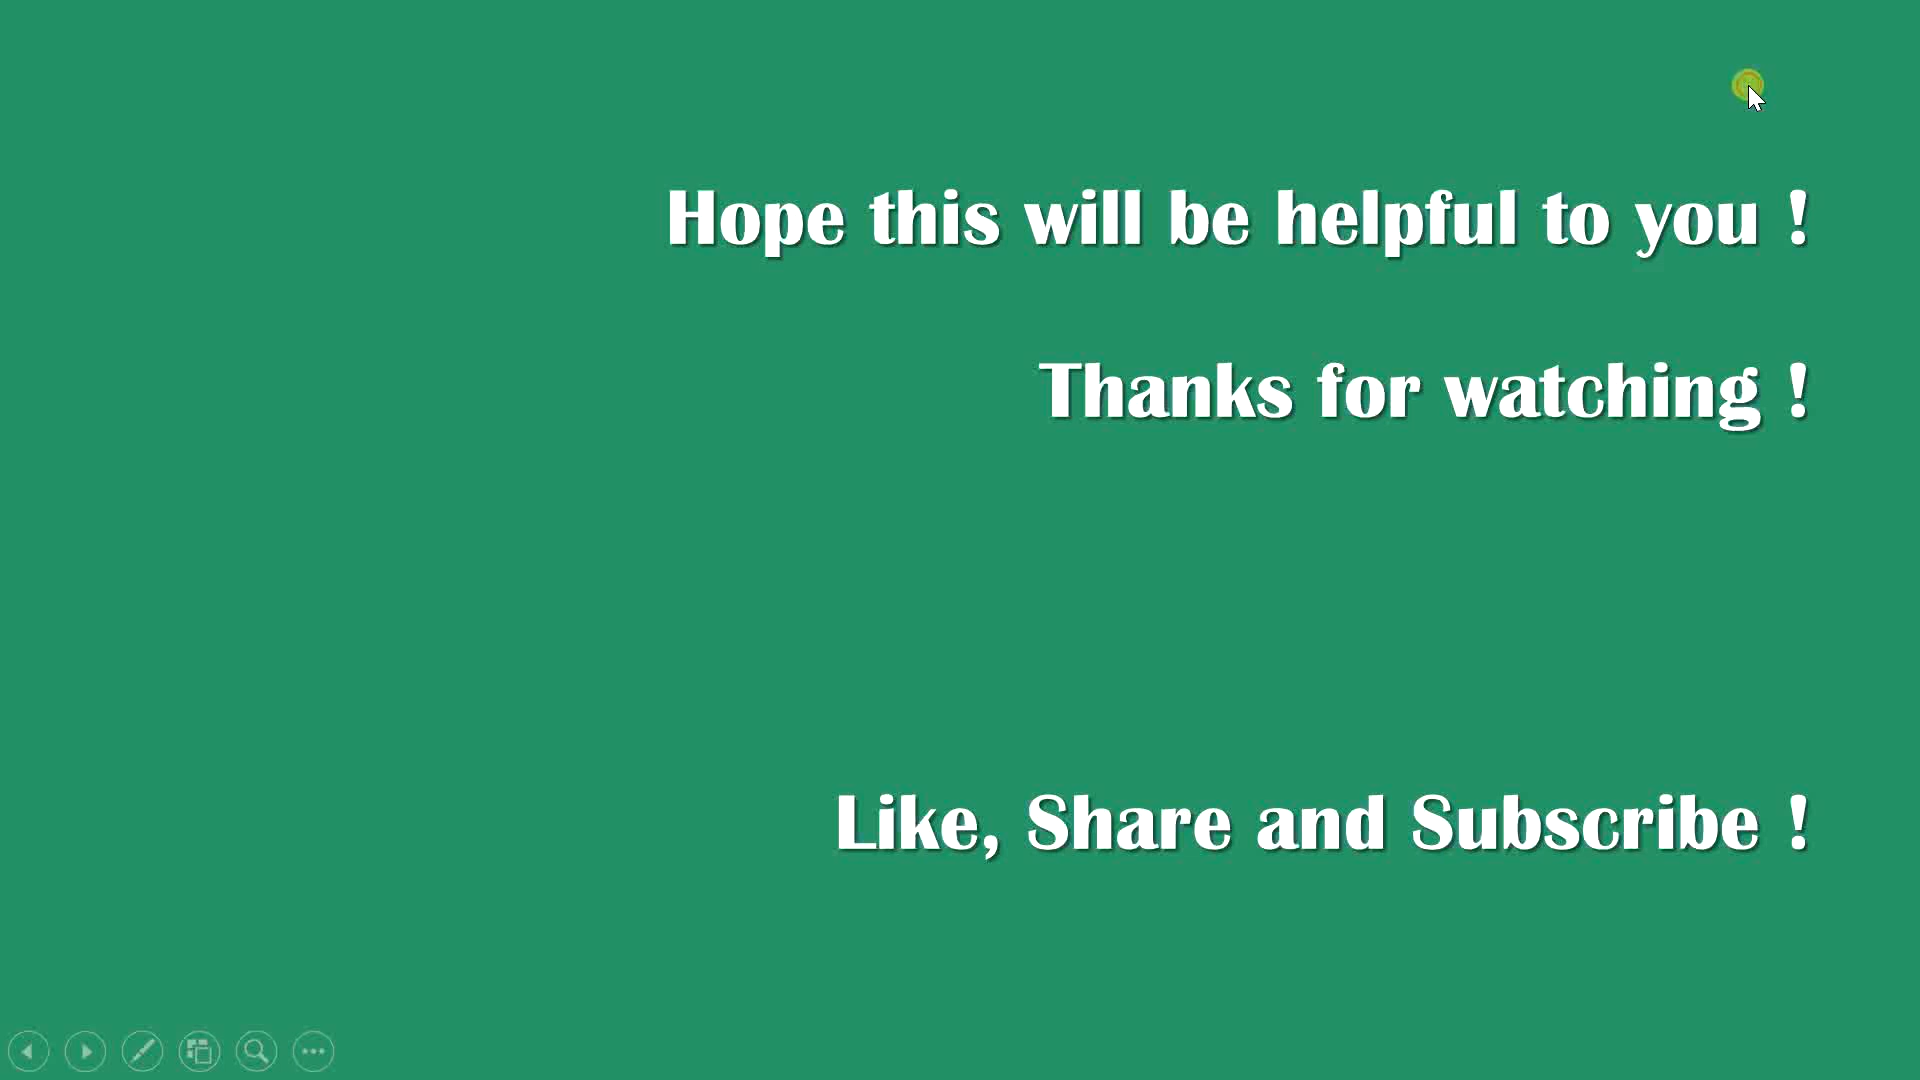 Hope this will be helpful to you !
Thanks for watching !
Like, Share and Subscribe !